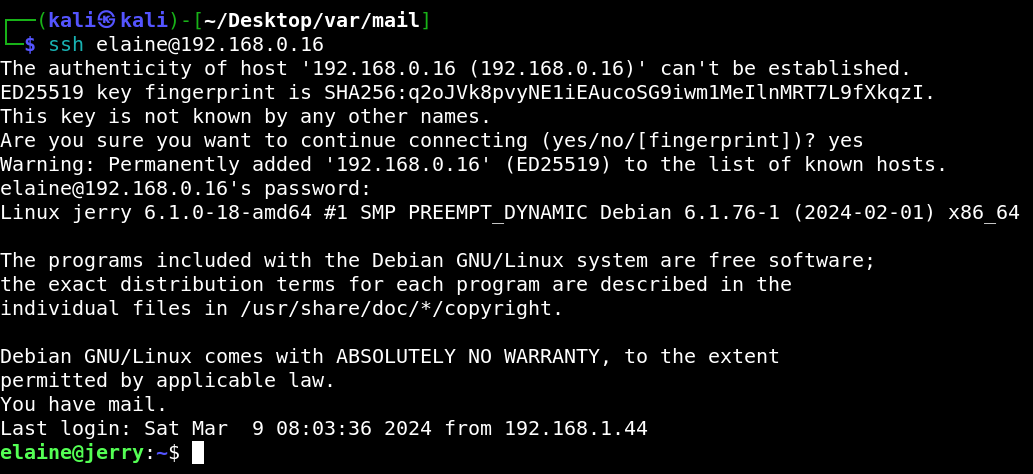 ┌──(kali㉿kali)-[~/Desktop/var/mail]
└─$ ssh elaine@192.168.0.16
The authenticity of host '192.168.0.16 (192.168.0.16)' can't be established.
ED25519 key fingerprint is SHA256:q2oJVk8pvyNE1iEAucoSG9iwm1MeIlnMRT7L9fXkqzI.
This key is not known by any other names.
Are you sure you want to continue connecting (yes/no/[fingerprint])? yes
Warning: Permanently added '192.168.0.16' (ED25519) to the list of known hosts.
elaine@192.168.0.16's password:
Linux jerry 6.1.0-18-amd64 #1 SMP PREEMPT_DYNAMIC Debian 6.1.76-1 (2024-02-01) x86_64

The programs included with the Debian GNU/Linux system are free software;
the exact distribution terms for each program are described in the
individual files in /usr/share/doc/*/copyright.

Debian GNU/Linux comes with ABSOLUTELY NO WARRANTY, to the extent
permitted by applicable law.
You have mail.
Last login: Sat Mar  9 08:03:36 2024 from 192.168.1.44
elaine@jerry:~$